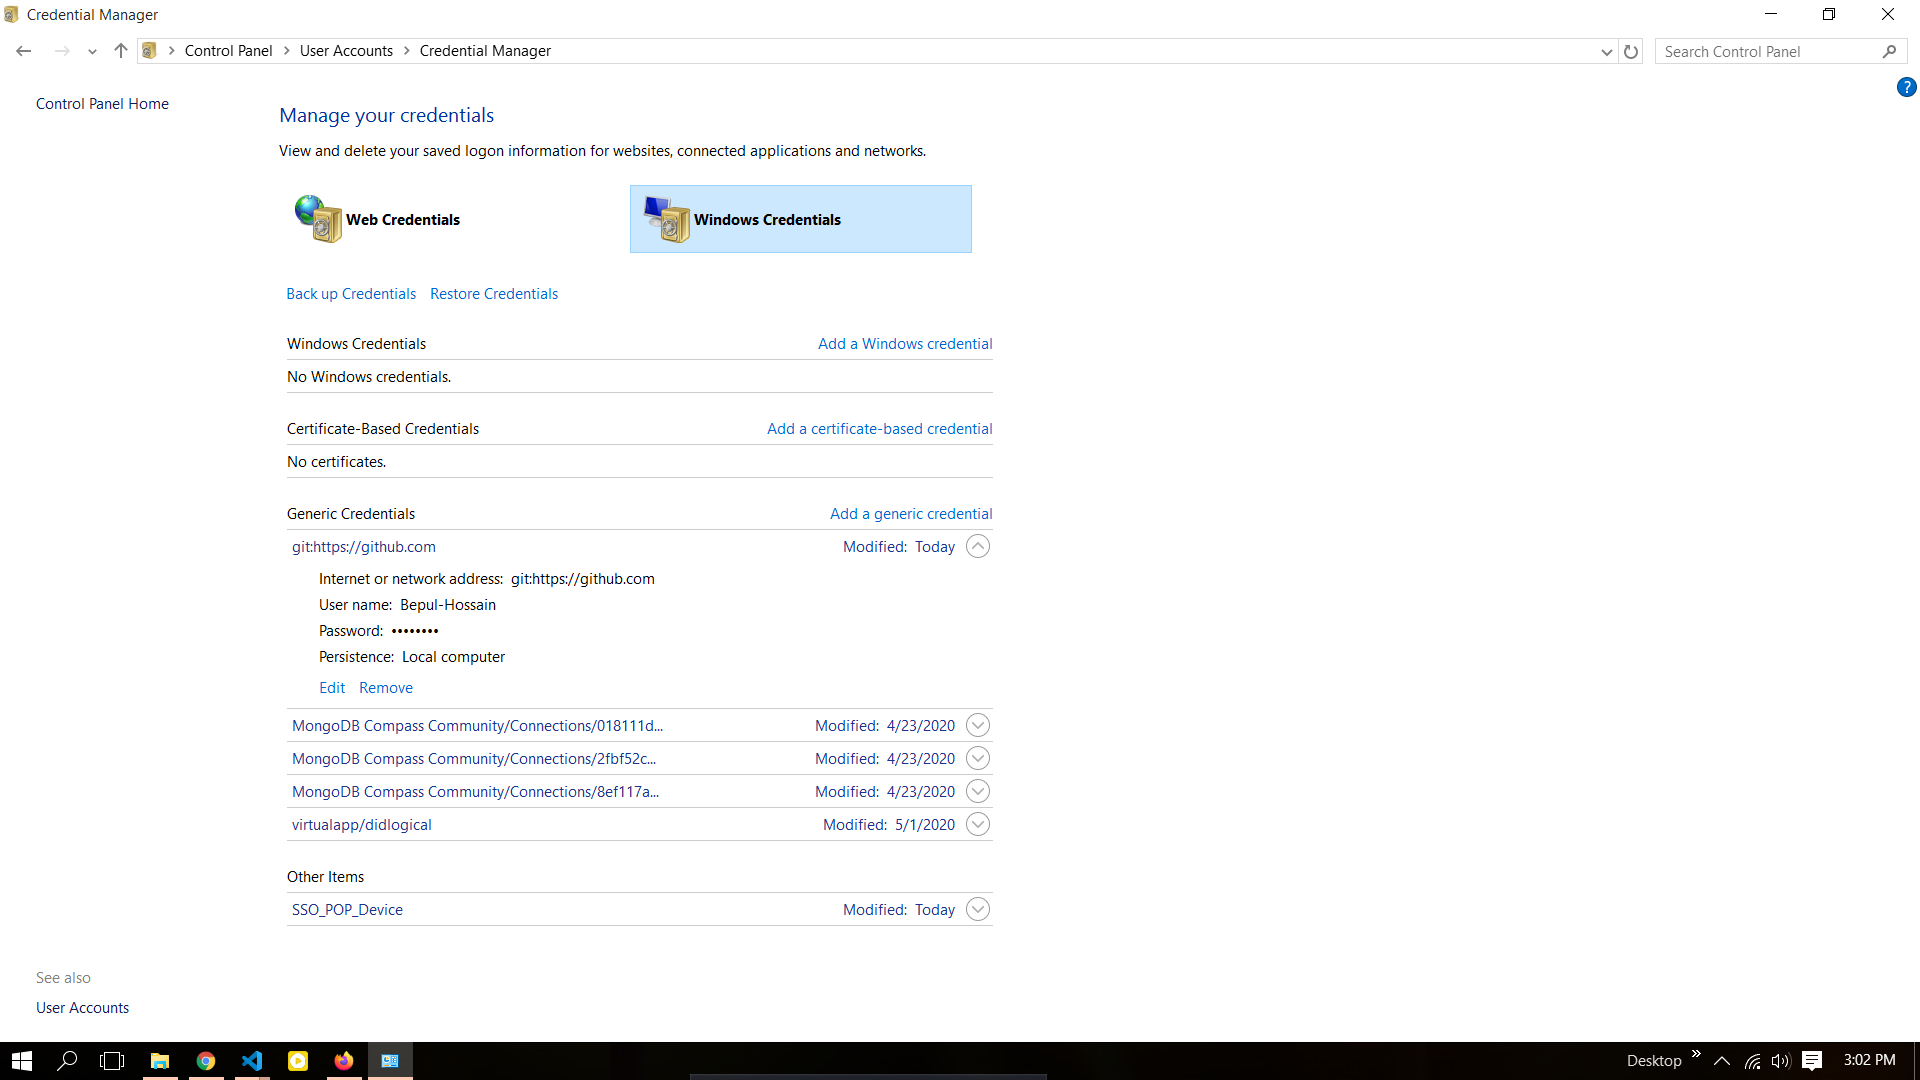 Credential Manager
Control Panel > User Accounts > Credential Manager
Search Control Panel
?
Control Panel Home
Manage your credentials
View and delete your saved logon information for websites, connected applications and networks.
Web Credentials
Windows Credentials
Back up Credentials Restore Credentials
Windows Credentials Add a Windows credential
No Windows credentials.
Certificate-Based Credentials Add a certificate-based credential
No certificates.
Generic Credentials Add a generic credential
git:https://github.com Modified: Today
Internet or network address: git:https://github.com
User name: Bepul-Hossain
Password: ••••••••
Persistence: Local computer
Edit Remove
MongoDB Compass Community/Connections/018111d... Modified: 4/23/2020
MongoDB Compass Community/Connections/2fbf52c... Modified: 4/23/2020
MongoDB Compass Community/Connections/8ef117a... Modified: 4/23/2020
virtualapp/didlogical Modified: 5/1/2020
Other Items
SSO_POP_Device Modified: Today
See also
User Accounts
Desktop » 3:02 PM